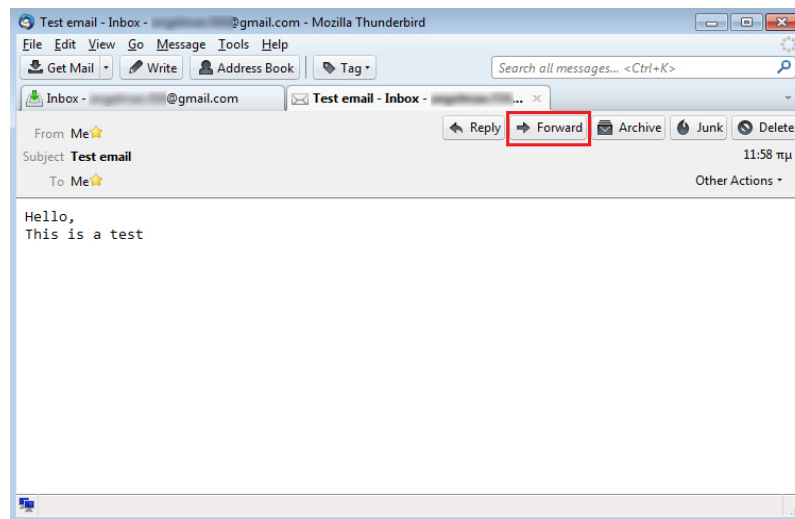 Test email - Inbox - @gmail.com - Mozilla Thunderbird
File Edit View Go Message Tools Help
Get Mail Write Address Book Tag Search all messages... <Ctrl+K>
Inbox - @gmail.com Test email - Inbox - ...
From Me Reply Forward Archive Junk Delete
Subject Test email 11:58 πμ
To Me Other Actions
Hello,
This is a test